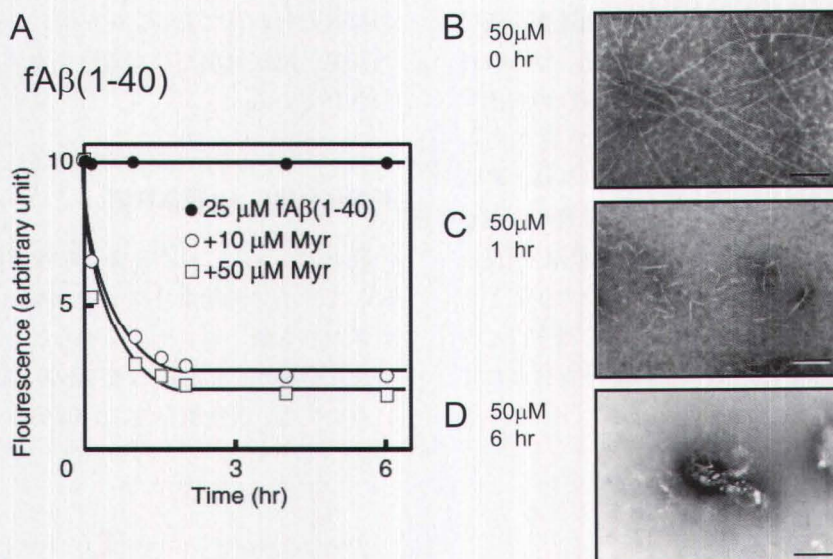 A
fAβ(1-40)
10
5
0
3
6
Flourescence (arbitrary unit)
Time (hr)
25 μM fAβ(1-40)
+10 μM Myr
+50 μM Myr
B
50μM
0 hr
C
50μM
1 hr
D
50μM
6 hr